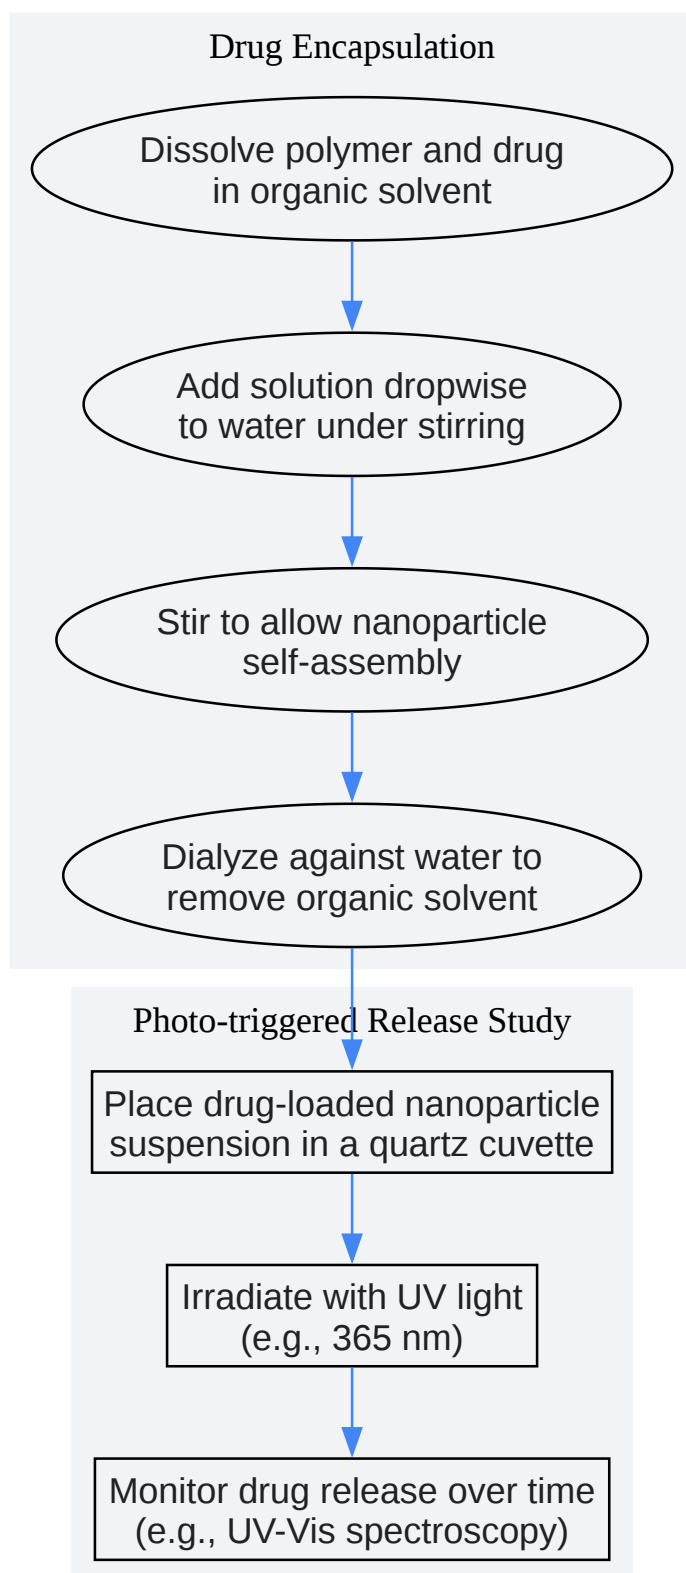 Drug Encapsulation
Dissolve polymer and drug
in organic solvent
Add solution dropwise
to water under stirring
Stir to allow nanoparticle
self-assembly
Dialyze against water to
remove organic solvent
Photo-triggered Release Study
Place drug-loaded nanoparticle
suspension in a quartz cuvette
Irradiate with UV light
(e.g., 365 nm)
Monitor drug release over time
(e.g., UV-Vis spectroscopy)